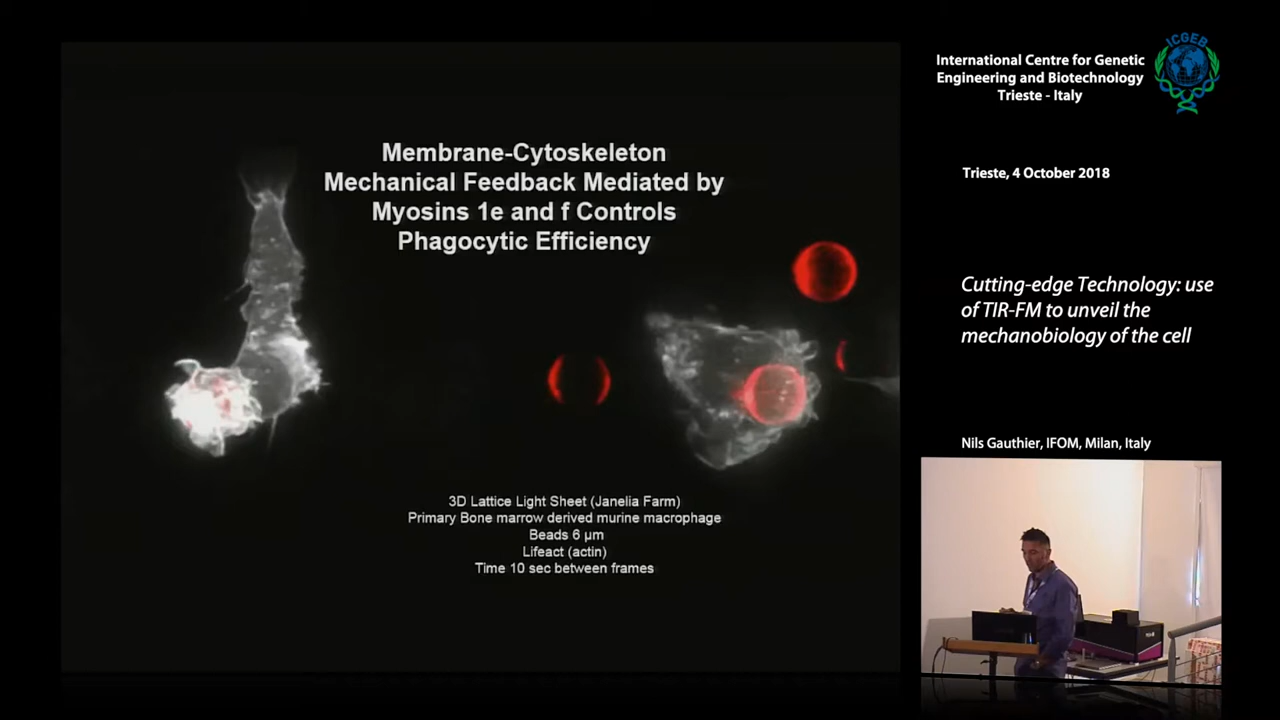 Membrane-Cytoskeleton
Mechanical Feedback Mediated by
Myosins 1e and f Controls
Phagocytic Efficiency
3D Lattice Light Sheet (Janelia Farm)
Primary Bone marrow derived murine macrophage
Beads 6 µm
Lifeact (actin)
Time 10 sec between frames
International Centre for Genetic
Engineering and Biotechnology
Trieste - Italy
ICGEB
Trieste, 4 October 2018
Cutting-edge Technology: use
of TIR-FM to unveil the
mechanobiology of the cell
Nils Gauthier, IFOM, Milan, Italy